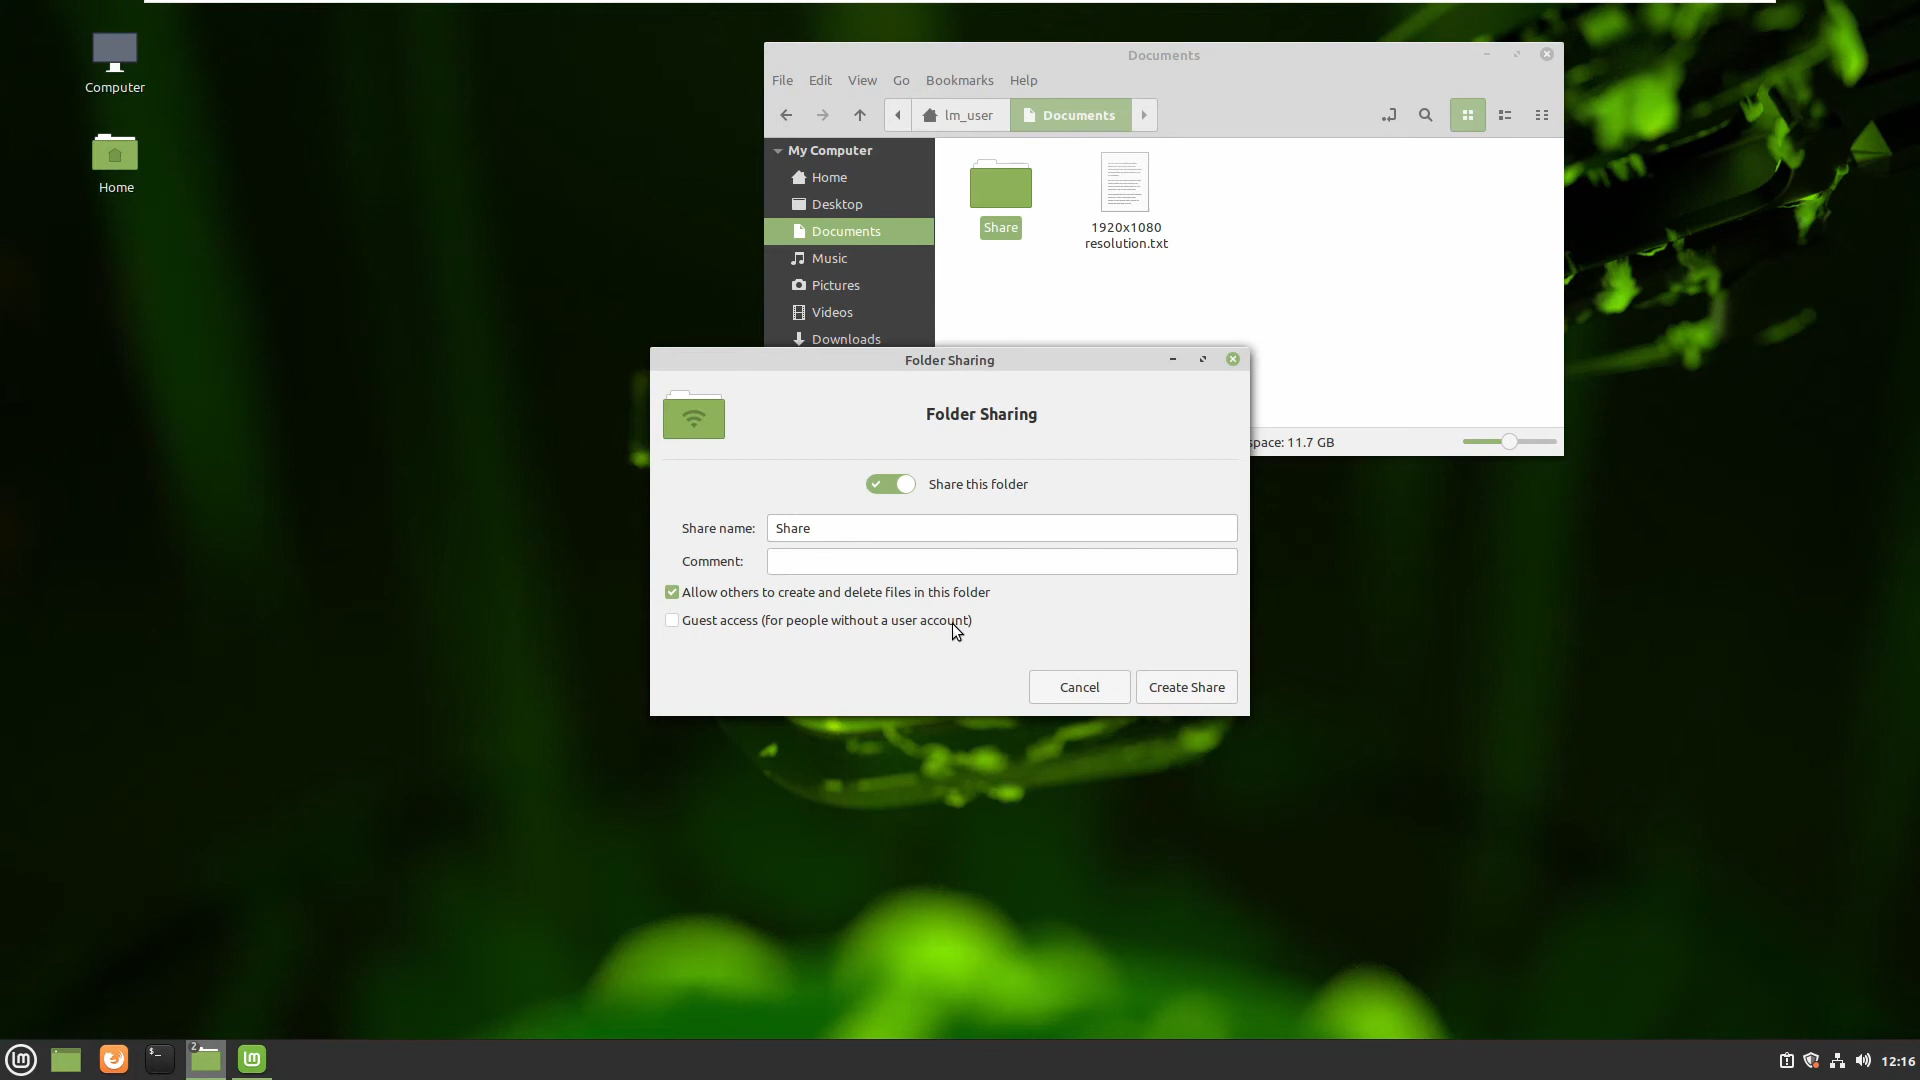 Computer
Home
Documents
File Edit View Go Bookmarks Help
lm_user Documents
My Computer
Home
Desktop
Documents
Music
Pictures
Videos
Downloads
Share
1920x1080
resolution.txt
space: 11.7 GB
Folder Sharing
Folder Sharing
Share this folder
Share name: Share
Comment:
Allow others to create and delete files in this folder
Guest access (for people without a user account)
Cancel Create Share
2
12:16